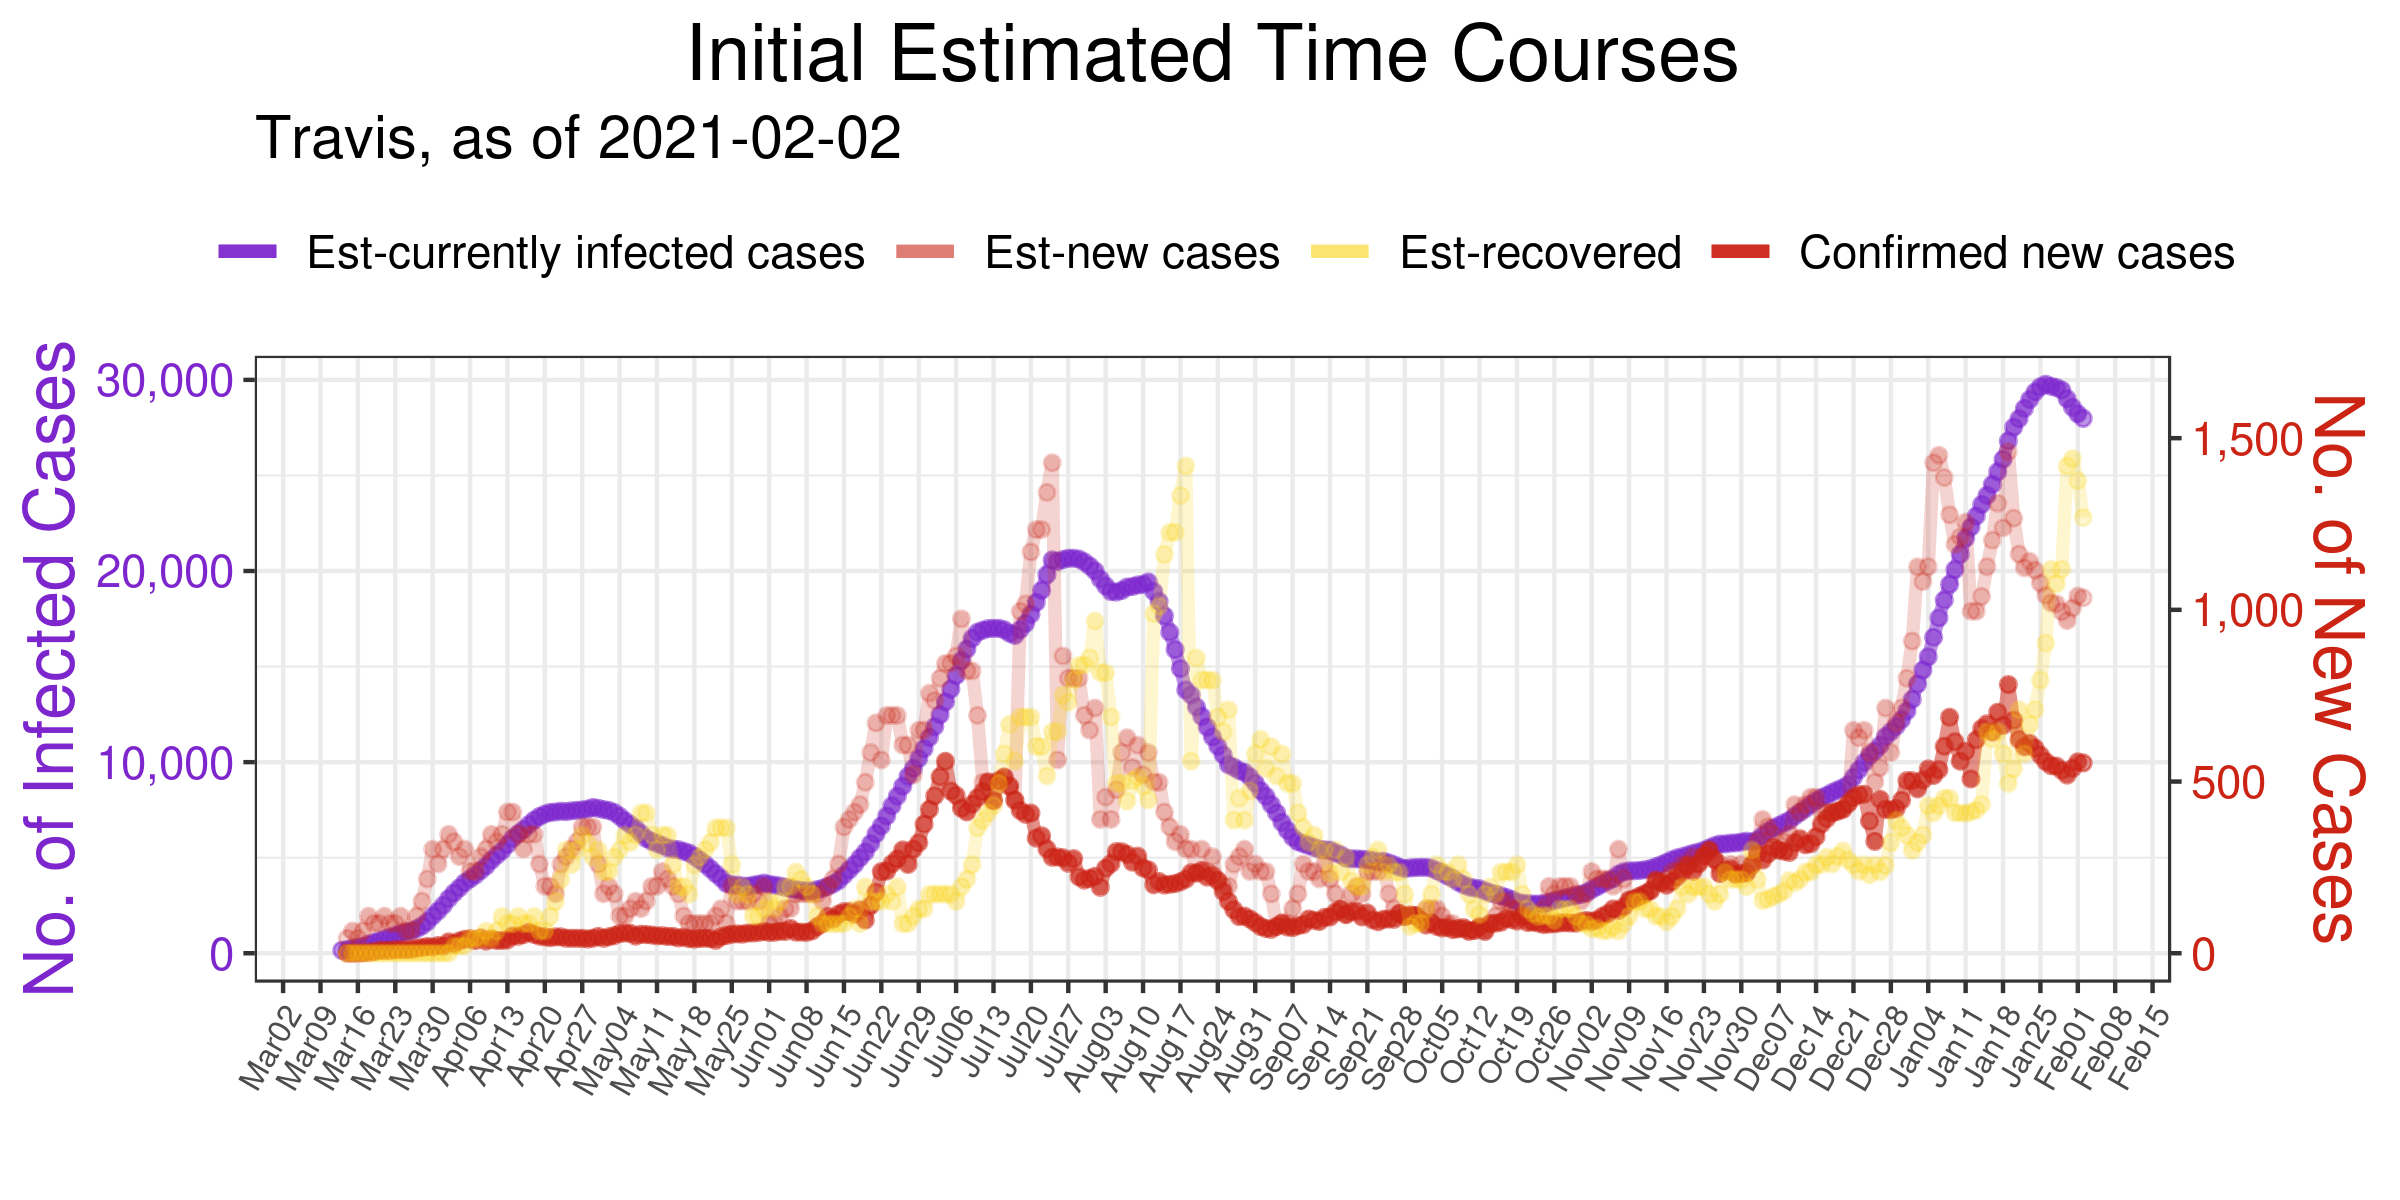 Initial Estimated Time Courses
Travis, as of 2021-02-02
Est-currently infected cases Est-new cases Est-recovered Confirmed new cases
No. of Infected Cases
30,000
20,000
10,000
0
1,500
1,000
500
0
No. of New Cases
Mar02 Mar09 Mar16 Mar23 Mar30 Apr06 Apr13 Apr20 Apr27 May04 May11 May18 May25 Jun01 Jun08 Jun15 Jun22 Jun29 Jul06 Jul13 Jul20 Jul27 Aug03 Aug10 Aug17 Aug24 Aug31 Sep07 Sep14 Sep21 Sep28 Oct05 Oct12 Oct19 Oct26 Nov02 Nov09 Nov16 Nov23 Nov30 Dec07 Dec14 Dec21 Dec28 Jan04 Jan11 Jan18 Jan25 Feb01 Feb08 Feb15